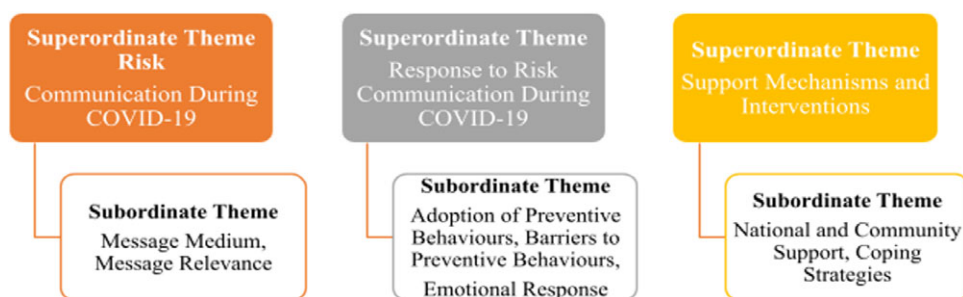 Superordinate Theme
Risk
Communication During
COVID-19
Subordinate Theme
Message Medium,
Message Relevance
Superordinate Theme
Response to Risk
Communication During
COVID-19
Subordinate Theme
Adoption of Preventive
Behaviours, Barriers to
Preventive Behaviours,
Emotional Response
Superordinate Theme
Support Mechanisms and
Interventions
Subordinate Theme
National and Community
Support, Coping
Strategies